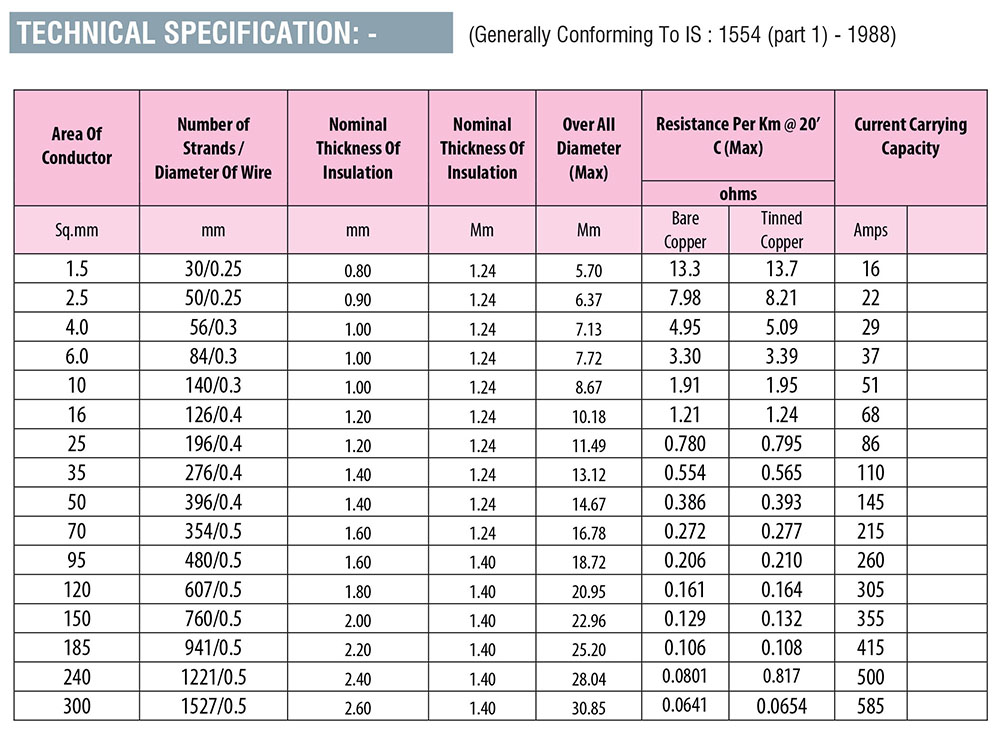 TECHNICAL SPECIFICATION: - (Generally Conforming To IS : 1554 (part 1) - 1988)
Area Of Conductor | Number of Strands / Diameter Of Wire | Nominal Thickness Of Insulation | Nominal Thickness Of Insulation | Over All Diameter (Max) | Resistance Per Km @ 20′ C (Max) | Current Carrying Capacity
ohms
Sq.mm | mm | mm | Mm | Mm | Bare Copper | Tinned Copper | Amps
1.5 | 30/0.25 | 0.80 | 1.24 | 5.70 | 13.3 | 13.7 | 16
2.5 | 50/0.25 | 0.90 | 1.24 | 6.37 | 7.98 | 8.21 | 22
4.0 | 56/0.3 | 1.00 | 1.24 | 7.13 | 4.95 | 5.09 | 29
6.0 | 84/0.3 | 1.00 | 1.24 | 7.72 | 3.30 | 3.39 | 37
10 | 140/0.3 | 1.00 | 1.24 | 8.67 | 1.91 | 1.95 | 51
16 | 126/0.4 | 1.20 | 1.24 | 10.18 | 1.21 | 1.24 | 68
25 | 196/0.4 | 1.20 | 1.24 | 11.49 | 0.780 | 0.795 | 86
35 | 276/0.4 | 1.40 | 1.24 | 13.12 | 0.554 | 0.565 | 110
50 | 396/0.4 | 1.40 | 1.24 | 14.67 | 0.386 | 0.393 | 145
70 | 354/0.5 | 1.60 | 1.24 | 16.78 | 0.272 | 0.277 | 215
95 | 480/0.5 | 1.60 | 1.40 | 18.72 | 0.206 | 0.210 | 260
120 | 607/0.5 | 1.80 | 1.40 | 20.95 | 0.161 | 0.164 | 305
150 | 760/0.5 | 2.00 | 1.40 | 22.96 | 0.129 | 0.132 | 355
185 | 941/0.5 | 2.20 | 1.40 | 25.20 | 0.106 | 0.108 | 415
240 | 1221/0.5 | 2.40 | 1.40 | 28.04 | 0.0801 | 0.817 | 500
300 | 1527/0.5 | 2.60 | 1.40 | 30.85 | 0.0641 | 0.0654 | 585